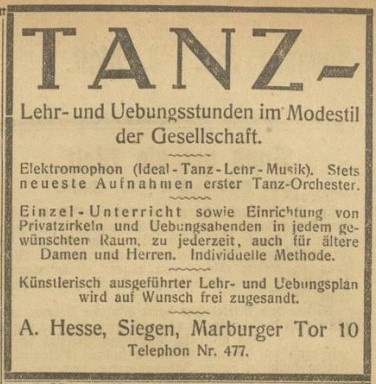 TANZ-
Lehr- und Uebungsstunden im Modestil
der Gesellschaft.
Elektromophon (Ideal-Tanz-Lehr-Musik). Stets
neueste Aufnahmen erster Tanz-Orchester.
Einzel-Unterricht sowie Einrichtung von
Privatzirkeln und Uebungsabenden in jedem ge-
wünschten Raum, zu jederzeit, auch für ältere
Damen und Herren. Individuelle Methode.
Künstlerisch ausgeführter Lehr- und Uebungsplan
wird auf Wunsch frei zugesandt.
A. Hesse, Siegen, Marburger Tor 10
Telephon Nr. 477.